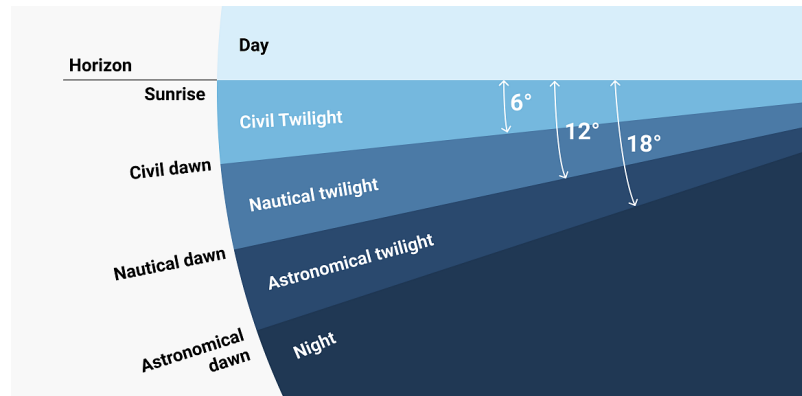 Day
Horizon
Sunrise
6°
Civil Twilight
12°
18°
Civil dawn
Nautical twilight
Nautical dawn
Astronomical twilight
Astronomical
dawn
Night